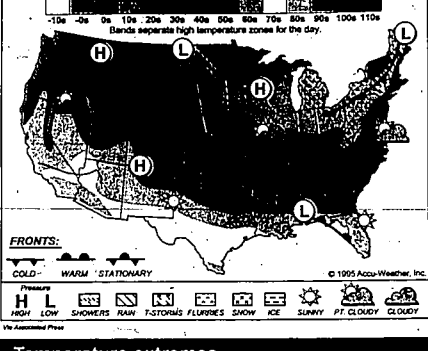 -10s -0s 0s 10s 20s 30s 40s 50s 60s 70s 80s 90s 100s 110s
Bands separate high temperature zones for the day.
H
L
L
H
H
L
FRONTS:
COLD WARM STATIONARY
© 1995 Accu-Weather, Inc.
Pressure
H L
HIGH LOW SHOWERS RAIN T-STORMS FLURRIES SNOW ICE SUNNY PT. CLOUDY CLOUDY
Via Associated Press
Temperature extremes